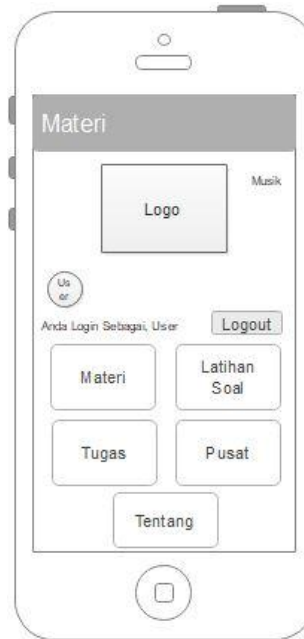 Materi
Musik
Logo
Us
er
Anda Login Sebagai, User
Logout
Materi
Latihan
Soal
Tugas
Pusat
Tentang